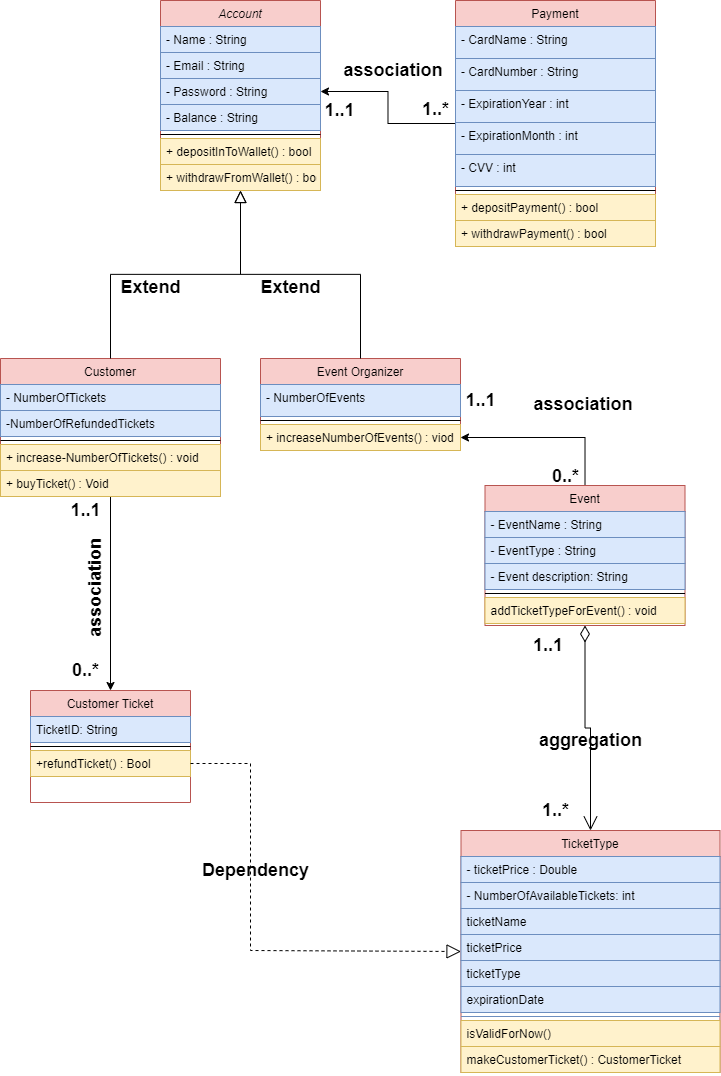 Account
- Name : String
- Email : String
- Password : String
- Balance : String
+ depositInToWallet() : bool
+ withdrawFromWallet() : bo
Payment
- CardName : String
- CardNumber : String
- ExpirationYear : int
- ExpirationMonth : int
- CVV : int
+ depositPayment() : bool
+ withdrawPayment() : bool
association
1..1
1..*
Extend
Extend
Customer
- NumberOfTickets
-NumberOfRefundedTickets
+ increase-NumberOfTickets() : void
+ buyTicket() : Void
Event Organizer
- NumberOfEvents
+ increaseNumberOfEvents() : viod
1..1
association
0..*
Event
- EventName : String
- EventType : String
- Event description: String
addTicketTypeForEvent() : void
1..1
association
0..*
Customer Ticket
TicketID: String
+refundTicket() : Bool
1..1
aggregation
1..*
Dependency
TicketType
- ticketPrice : Double
- NumberOfAvailableTickets: int
ticketName
ticketPrice
ticketType
expirationDate
isValidForNow()
makeCustomerTicket() : CustomerTicket